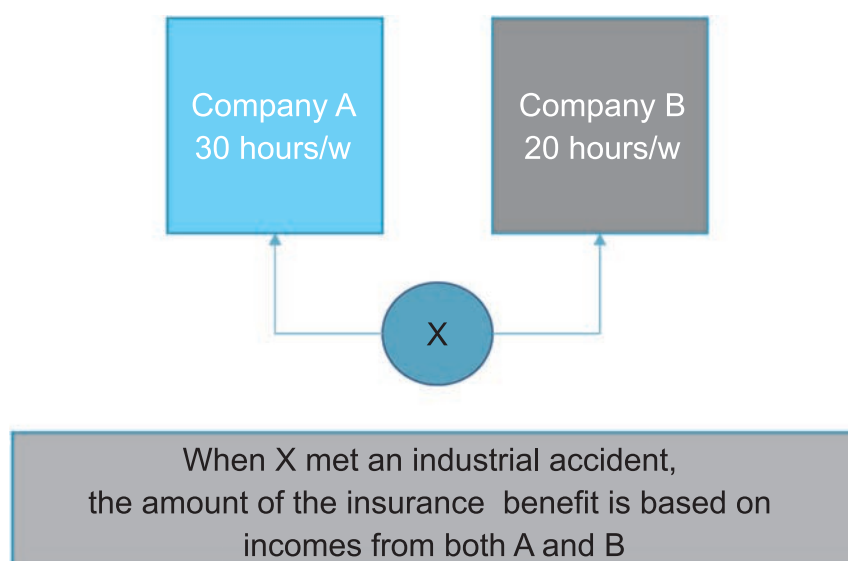 Company A
30 hours/w
Company B
20 hours/w
X
When X met an industrial accident,
the amount of the insurance benefit is based on
incomes from both A and B